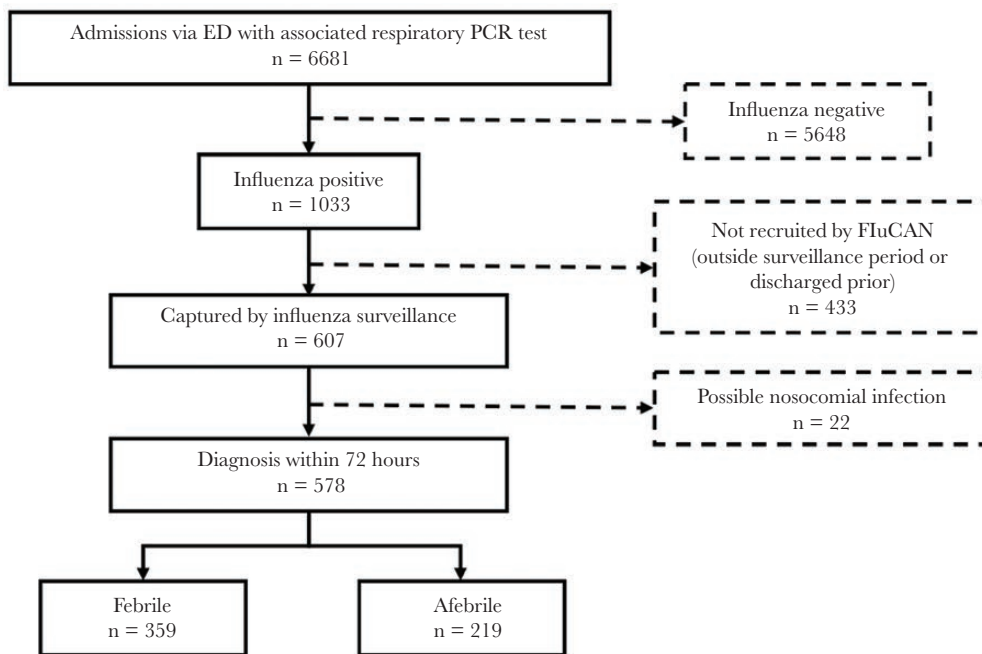 Admissions via ED with associated respiratory PCR test
n = 6681
Influenza negative
n = 5648
Influenza positive
n = 1033
Not recruited by FIuCAN
(outside surveillance period or
discharged prior)
n = 433
Captured by influenza surveillance
n = 607
Possible nosocomial infection
n = 22
Diagnosis within 72 hours
n = 578
Febrile
n = 359
Afebrile
n = 219